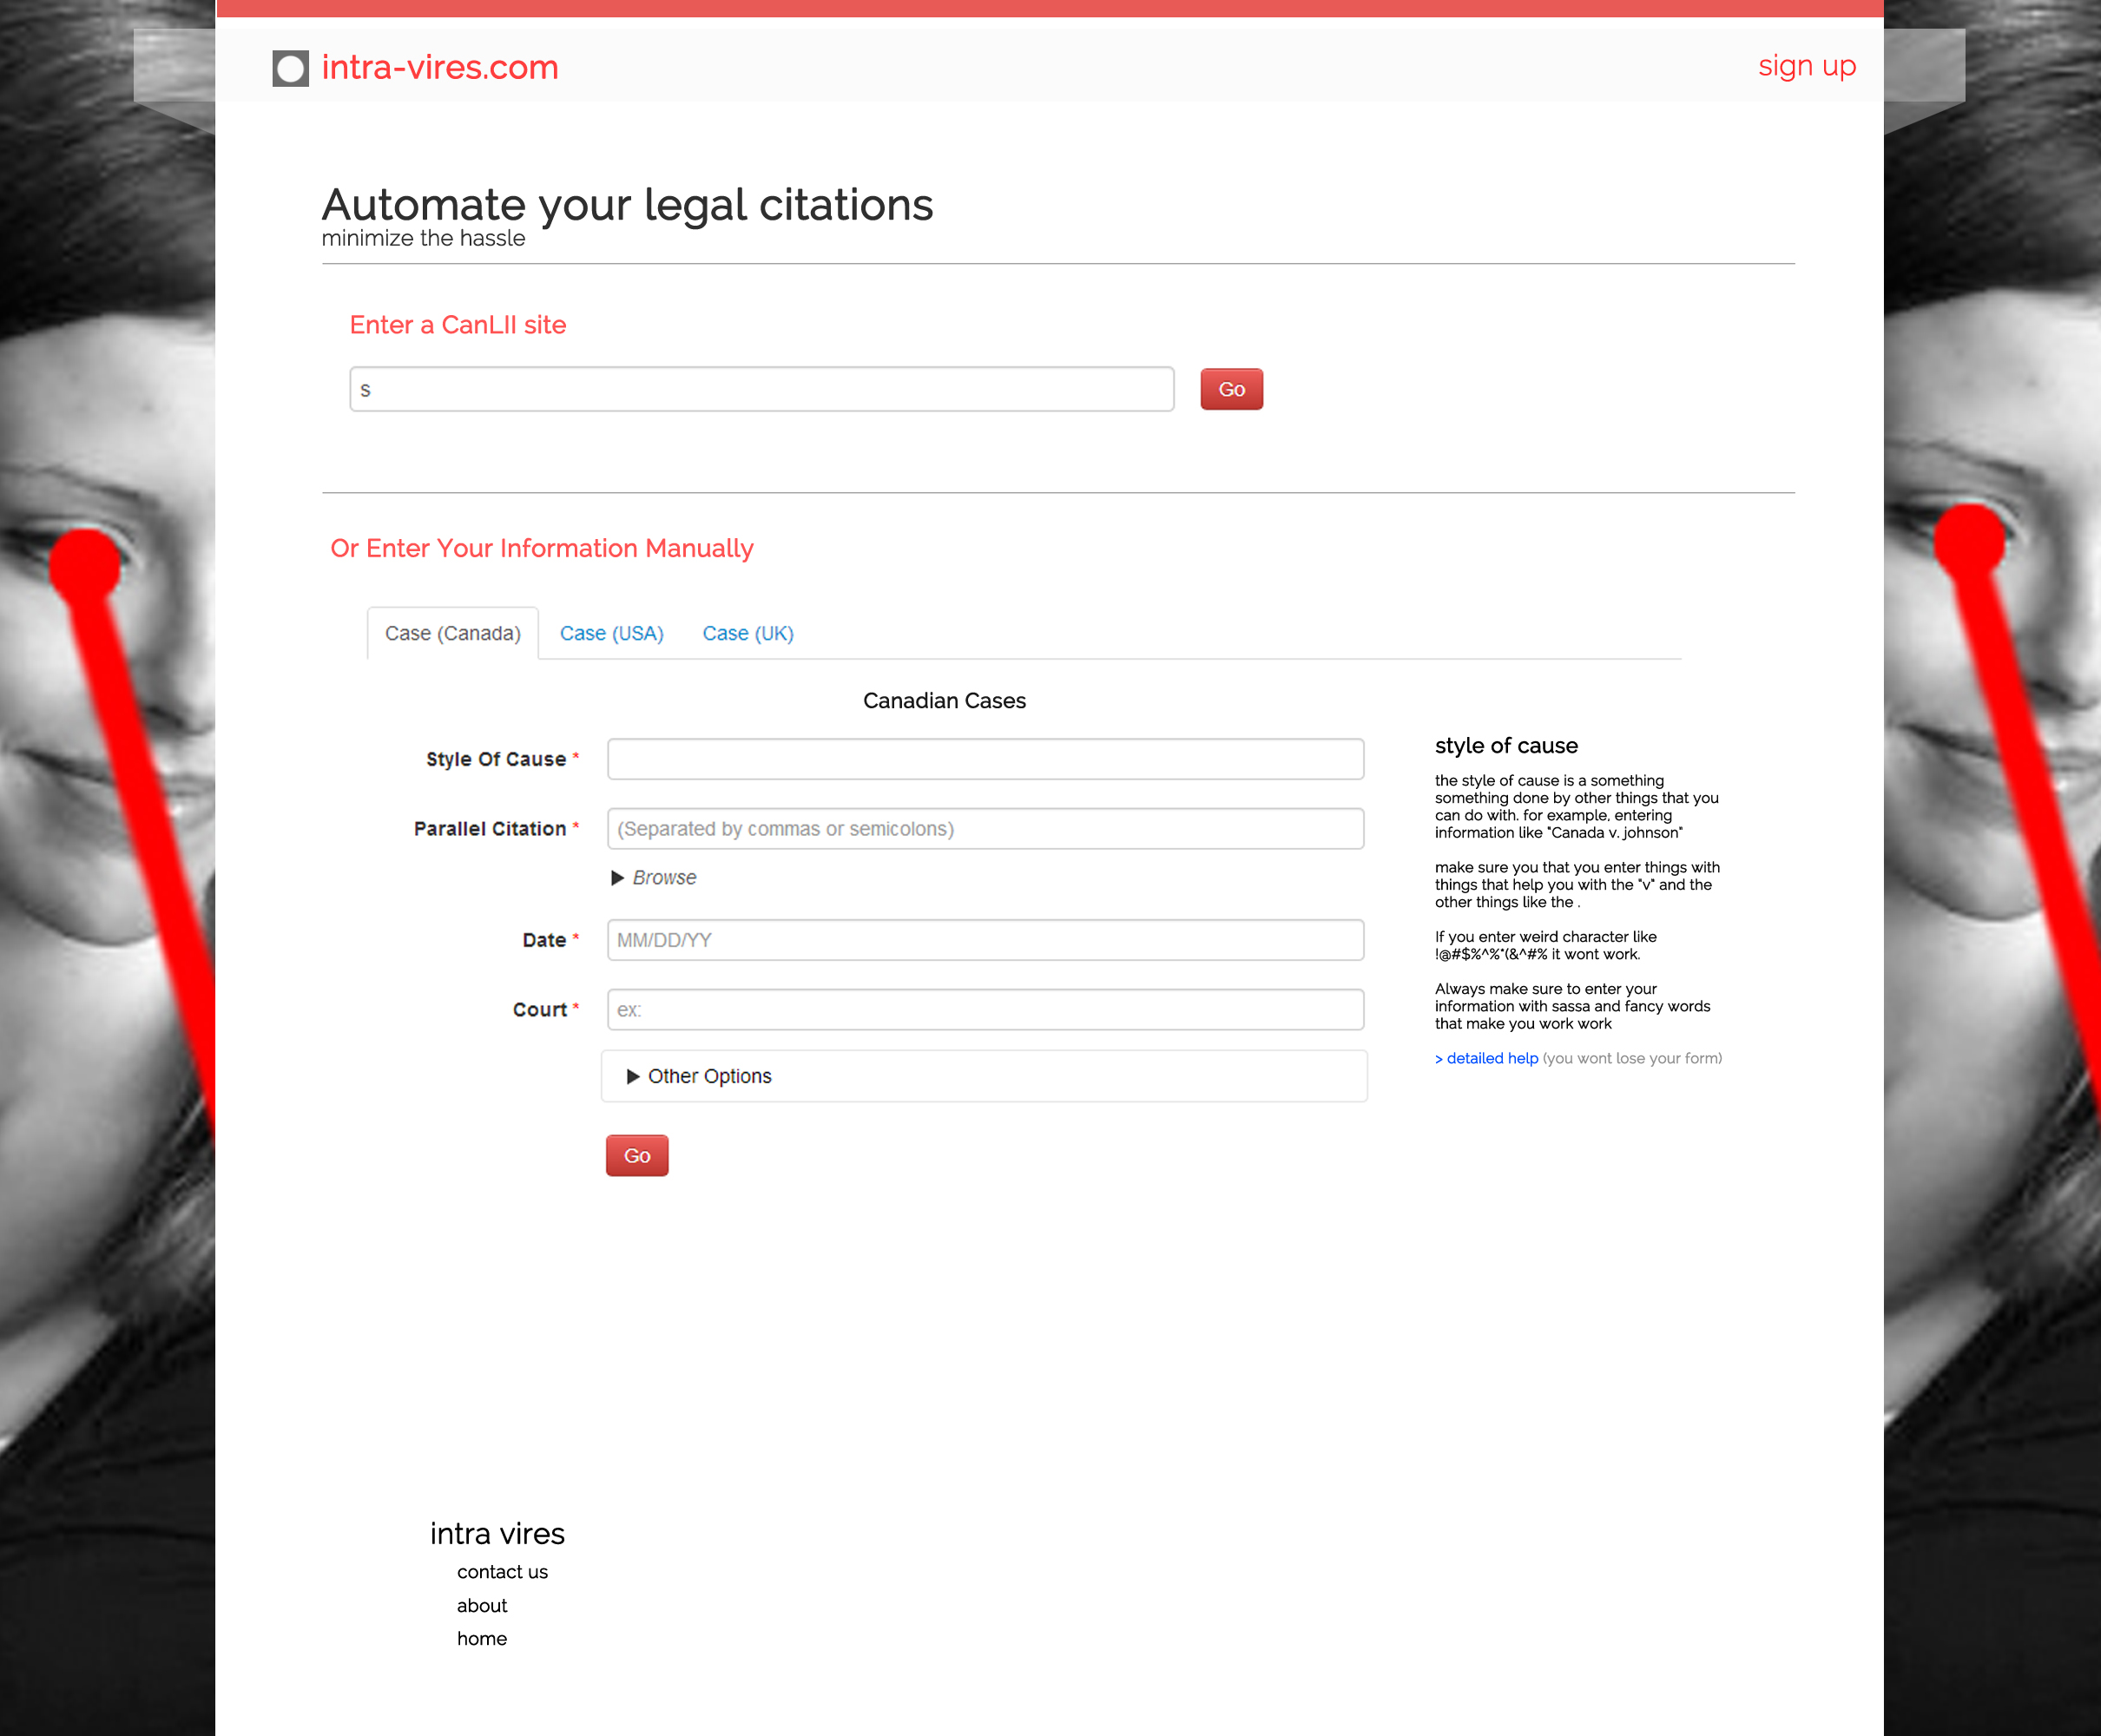 intra-vires.com
sign up
Automate your legal citations
minimize the hassle
Enter a CanLII site
s
Go
Or Enter Your Information Manually
Case (Canada)
Case (USA)
Case (UK)
Canadian Cases
Style Of Cause *
Parallel Citation *
(Separated by commas or semicolons)
Browse
Date *
MM/DD/YY
Court *
ex:
Other Options
Go
style of cause
the style of cause is a something
something done by other things that you
can do with. for example, entering
information like "Canada v. johnson"
make sure you that you enter things with
things that help you with the "v" and the
other things like the .
If you enter weird character like
!@#$%^%*(&^#% it wont work.
Always make sure to enter your
information with sassa and fancy words
that make you work work
> detailed help (you wont lose your form)
intra vires
contact us
about
home